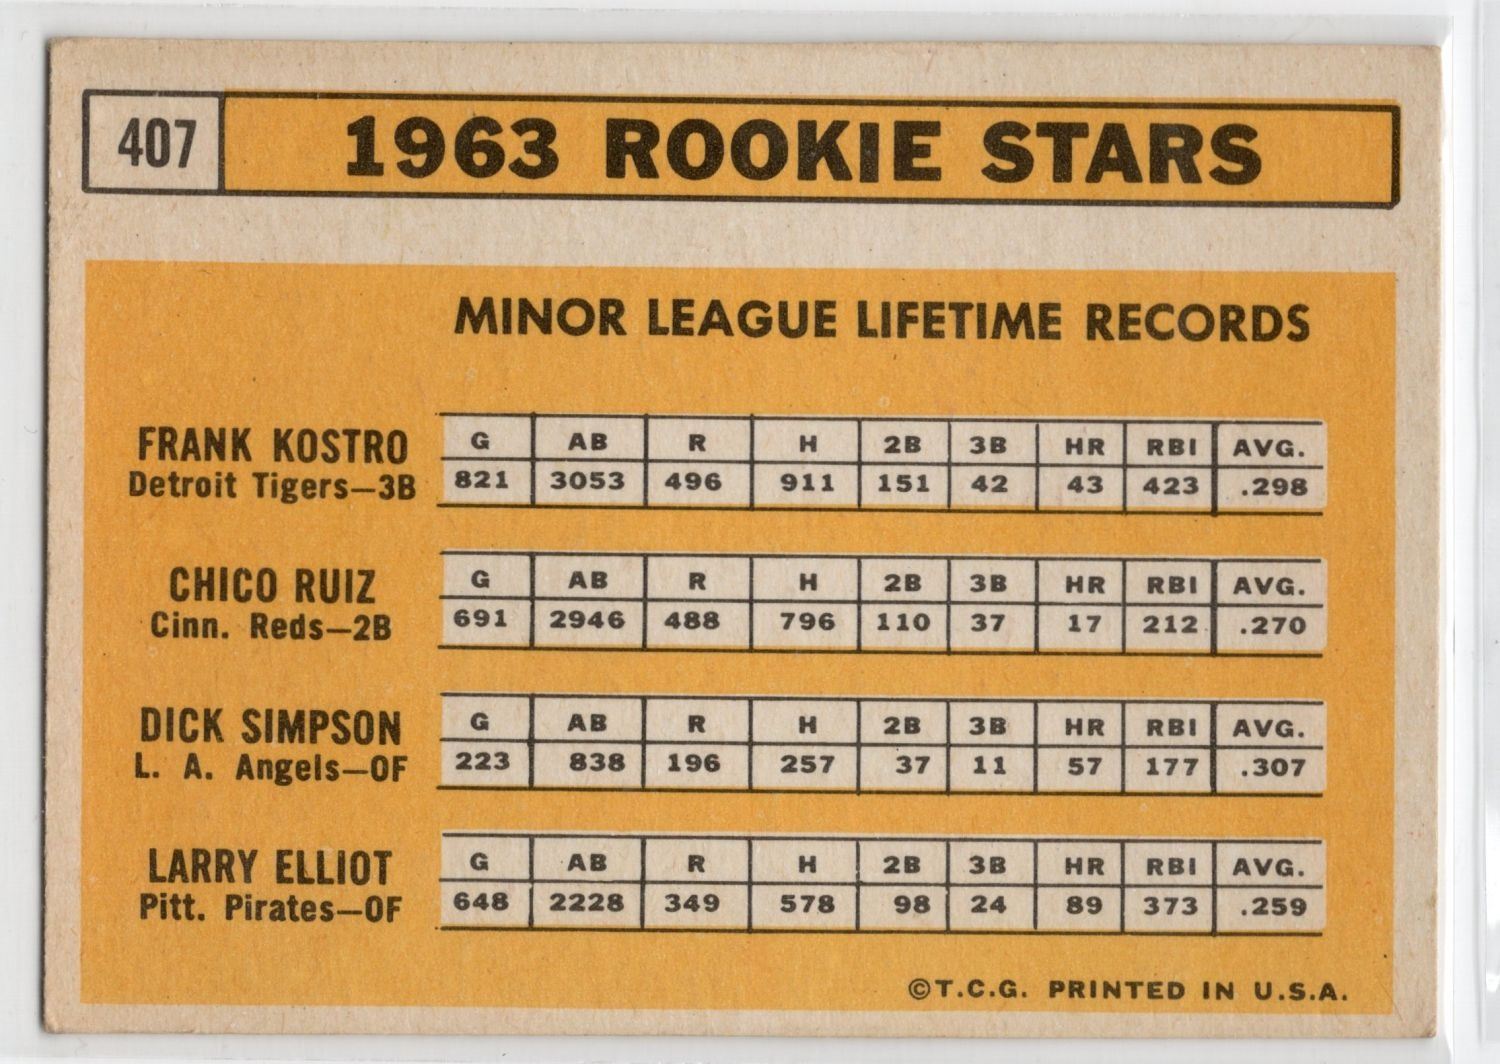 407 1963 ROOKIE STARS
MINOR LEAGUE LIFETIME RECORDS
FRANK KOSTRO G AB R H 2B 3B HR RBI AVG.
Detroit Tigers—3B 821 3053 496 911 151 42 43 423 .298
CHICO RUIZ G AB R H 2B 3B HR RBI AVG.
Cinn. Reds—2B 691 2946 488 796 110 37 17 212 .270
DICK SIMPSON G AB R H 2B 3B HR RBI AVG.
L. A. Angels—OF 223 838 196 257 37 11 57 177 .307
LARRY ELLIOT G AB R H 2B 3B HR RBI AVG.
Pitt. Pirates—OF 648 2228 349 578 98 24 89 373 .259
©T.C.G. PRINTED IN U.S.A.